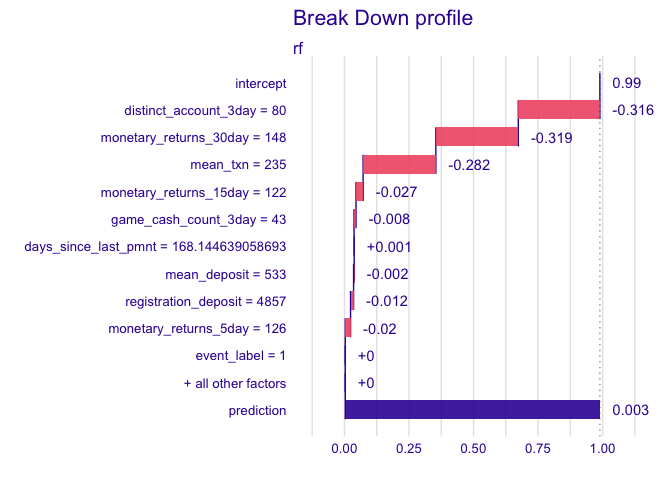 Break Down profile
rf
intercept 0.99
distinct_account_3day = 80 -0.316
monetary_returns_30day = 148 -0.319
mean_txn = 235 -0.282
monetary_returns_15day = 122 -0.027
game_cash_count_3day = 43 -0.008
days_since_last_pmnt = 168.144639058693 +0.001
mean_deposit = 533 -0.002
registration_deposit = 4857 -0.012
monetary_returns_5day = 126 -0.02
event_label = 1 +0
+ all other factors +0
prediction 0.003
0.00 0.25 0.50 0.75 1.00